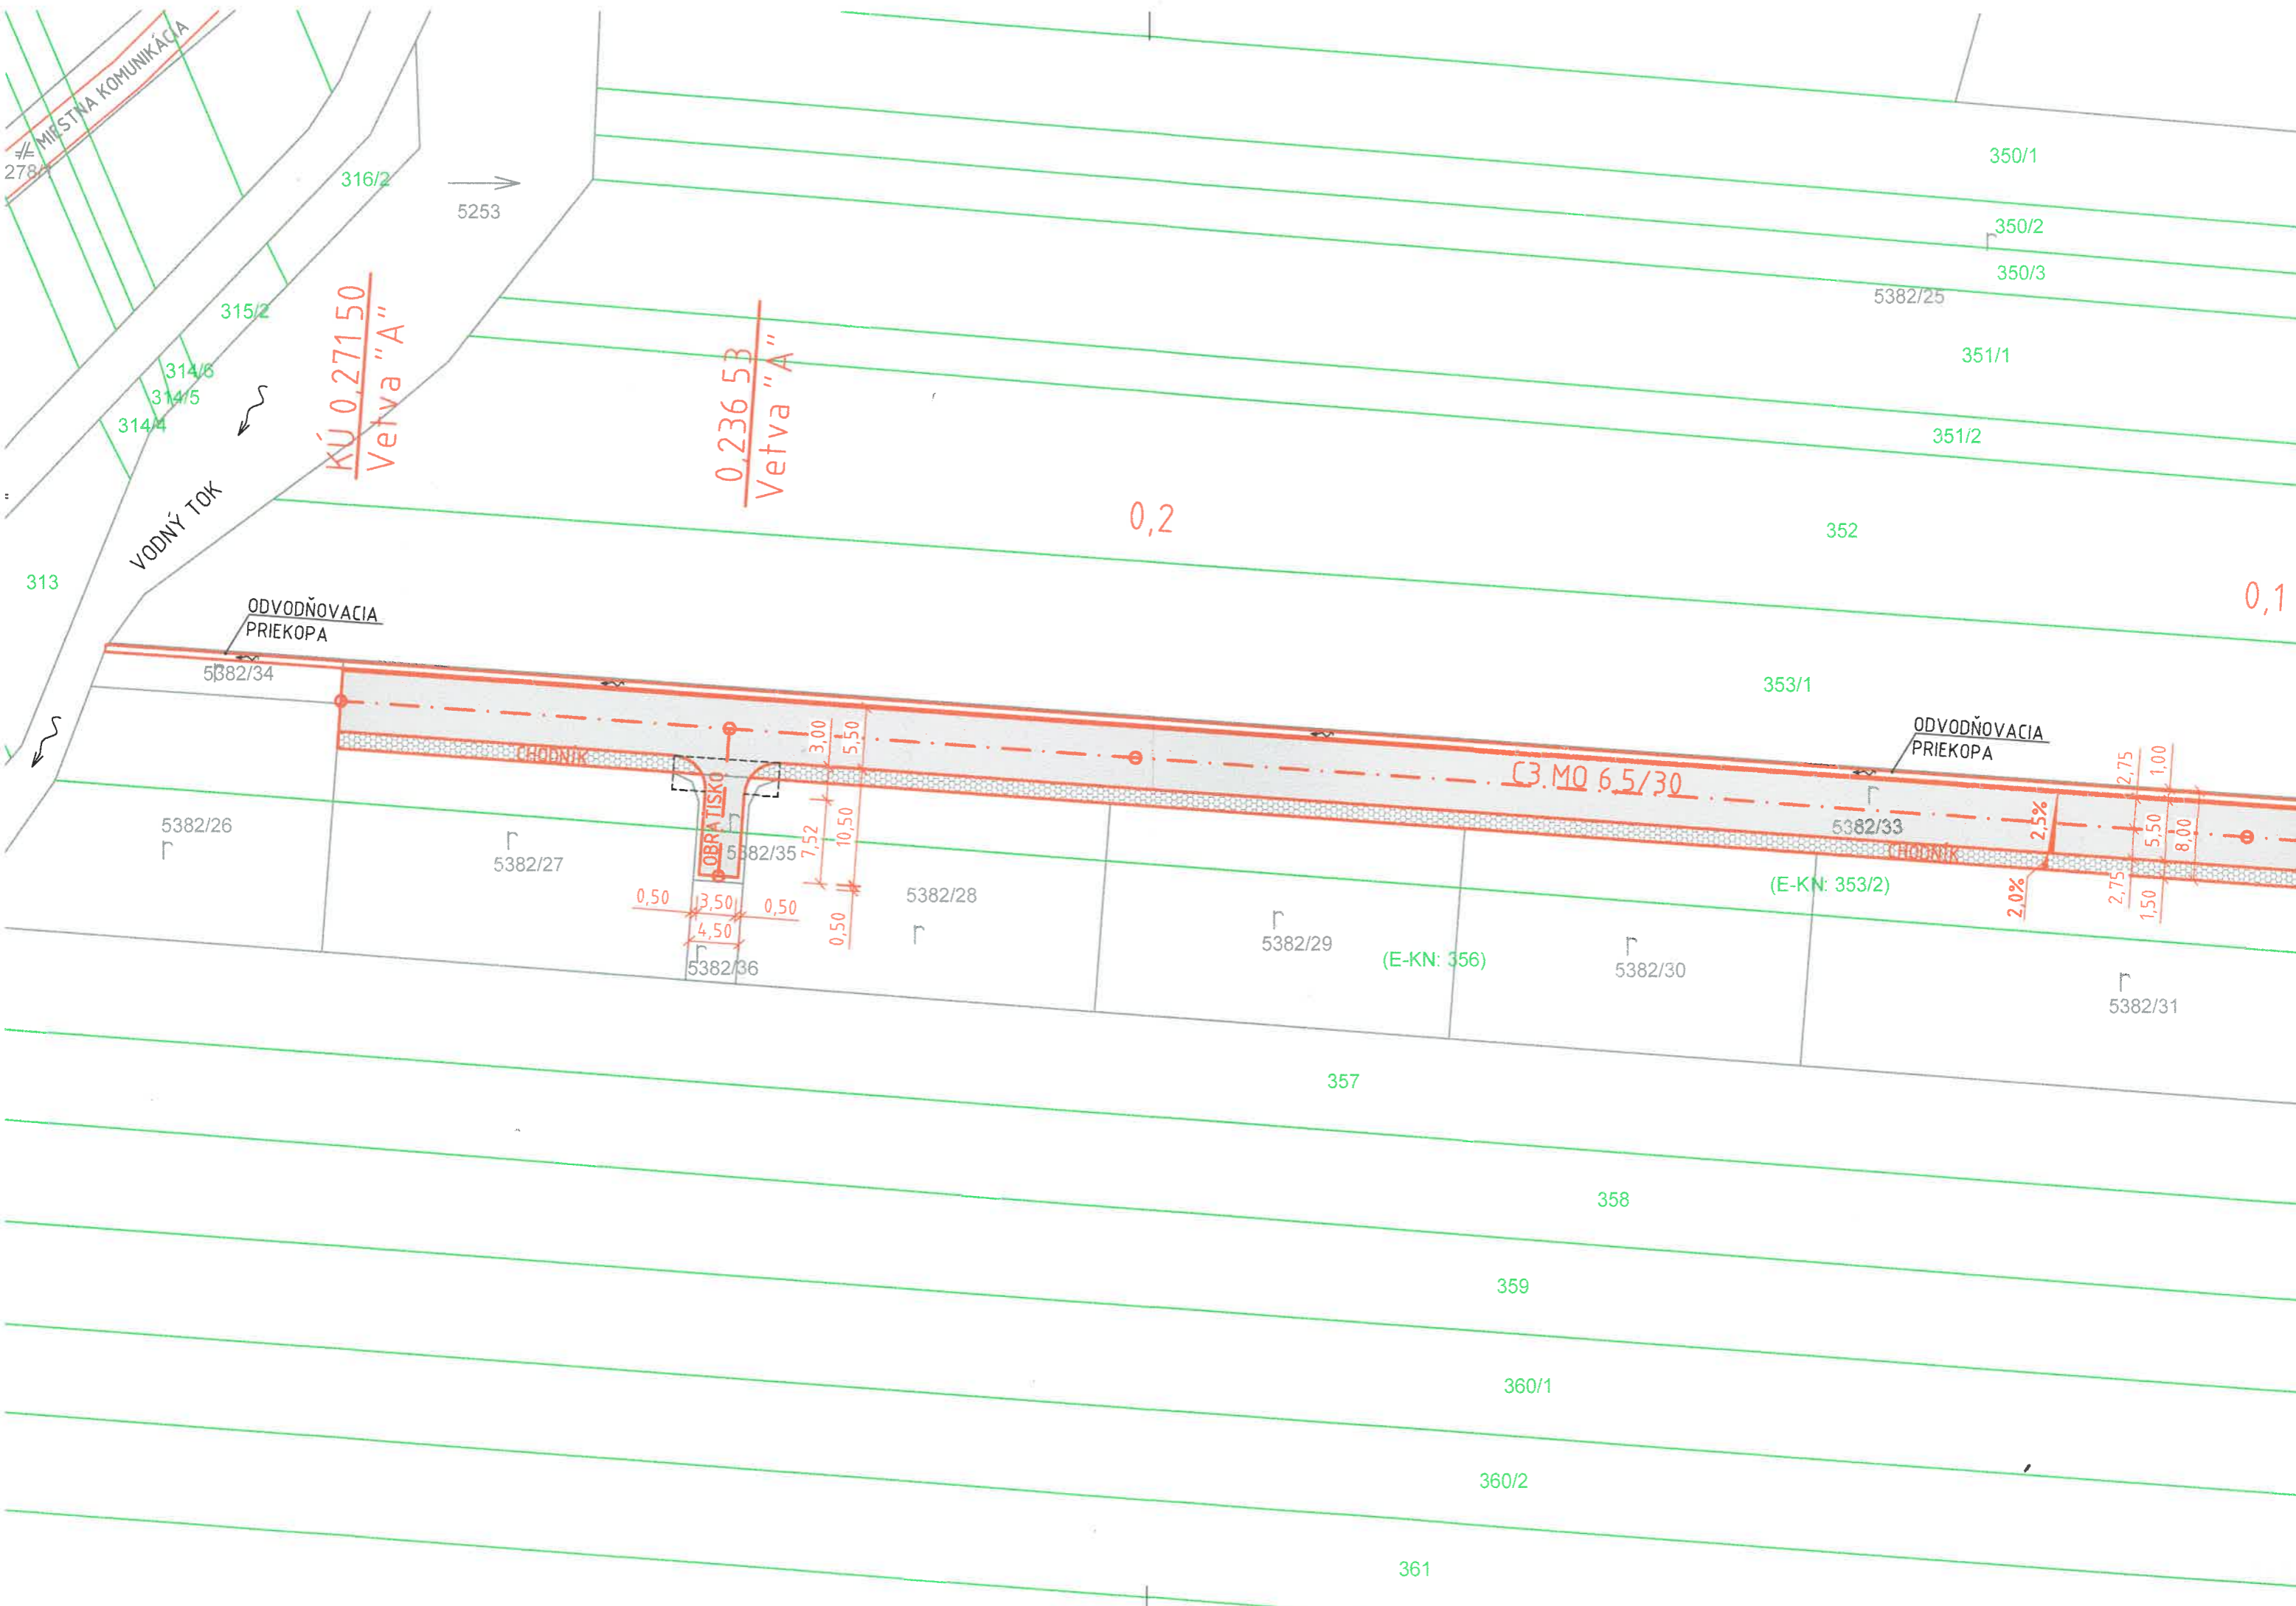 MIESTNA KOMUNIKÁCIA
316/2
5253
350/1
350/2
r
350/3
5382/25
315/2
351/1
314/6
314/5
314/4
KÚ 0,271 50
Vetva "A"
0,236 53
Vetva "A"
351/2
0,2
352
VODNÝ TOK
313
0,1
ODVODŇOVACIA
PRIEKOPA
5382/34
353/1
ODVODŇOVACIA
PRIEKOPA
CHODNÍK
3,00
5,50
C3 MO 6,5/30
2,75
1,00
r
5382/33
2,5%
5,50
8,00
CHODNÍK
2,0%
2,75
1,50
5382/26
r
r
5382/27
OBRATISKO
r
5382/35
7,52
10,50
0,50
3,50
0,50
4,50
0,50
r
5382/36
5382/28
r
(E-KN: 353/2)
r
5382/29
(E-KN: 356)
r
5382/30
r
5382/31
357
358
359
360/1
360/2
361